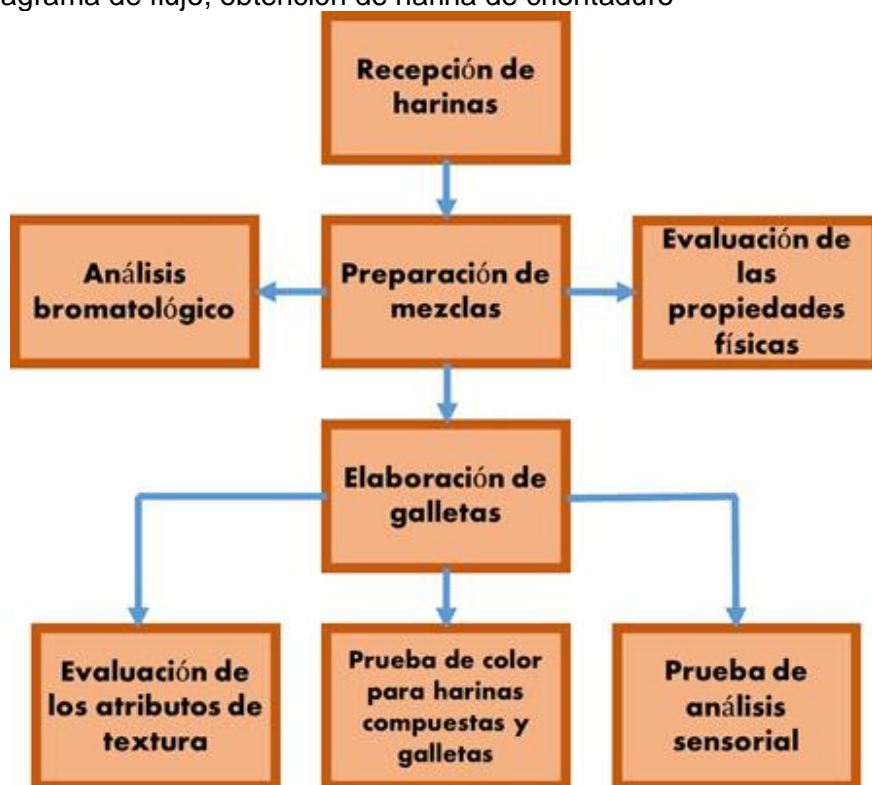 agrama de flujo, obtención de harina de chontaduro
Recepción de
harinas
Análisis
bromatológico
Preparación de
mezclas
Evaluación de
las
propiedades
físicas
Elaboración de
galletas
Evaluación de
los atributos de
textura
Prueba de color
para harinas
compuestas y
galletas
Prueba de
análisis
sensorial